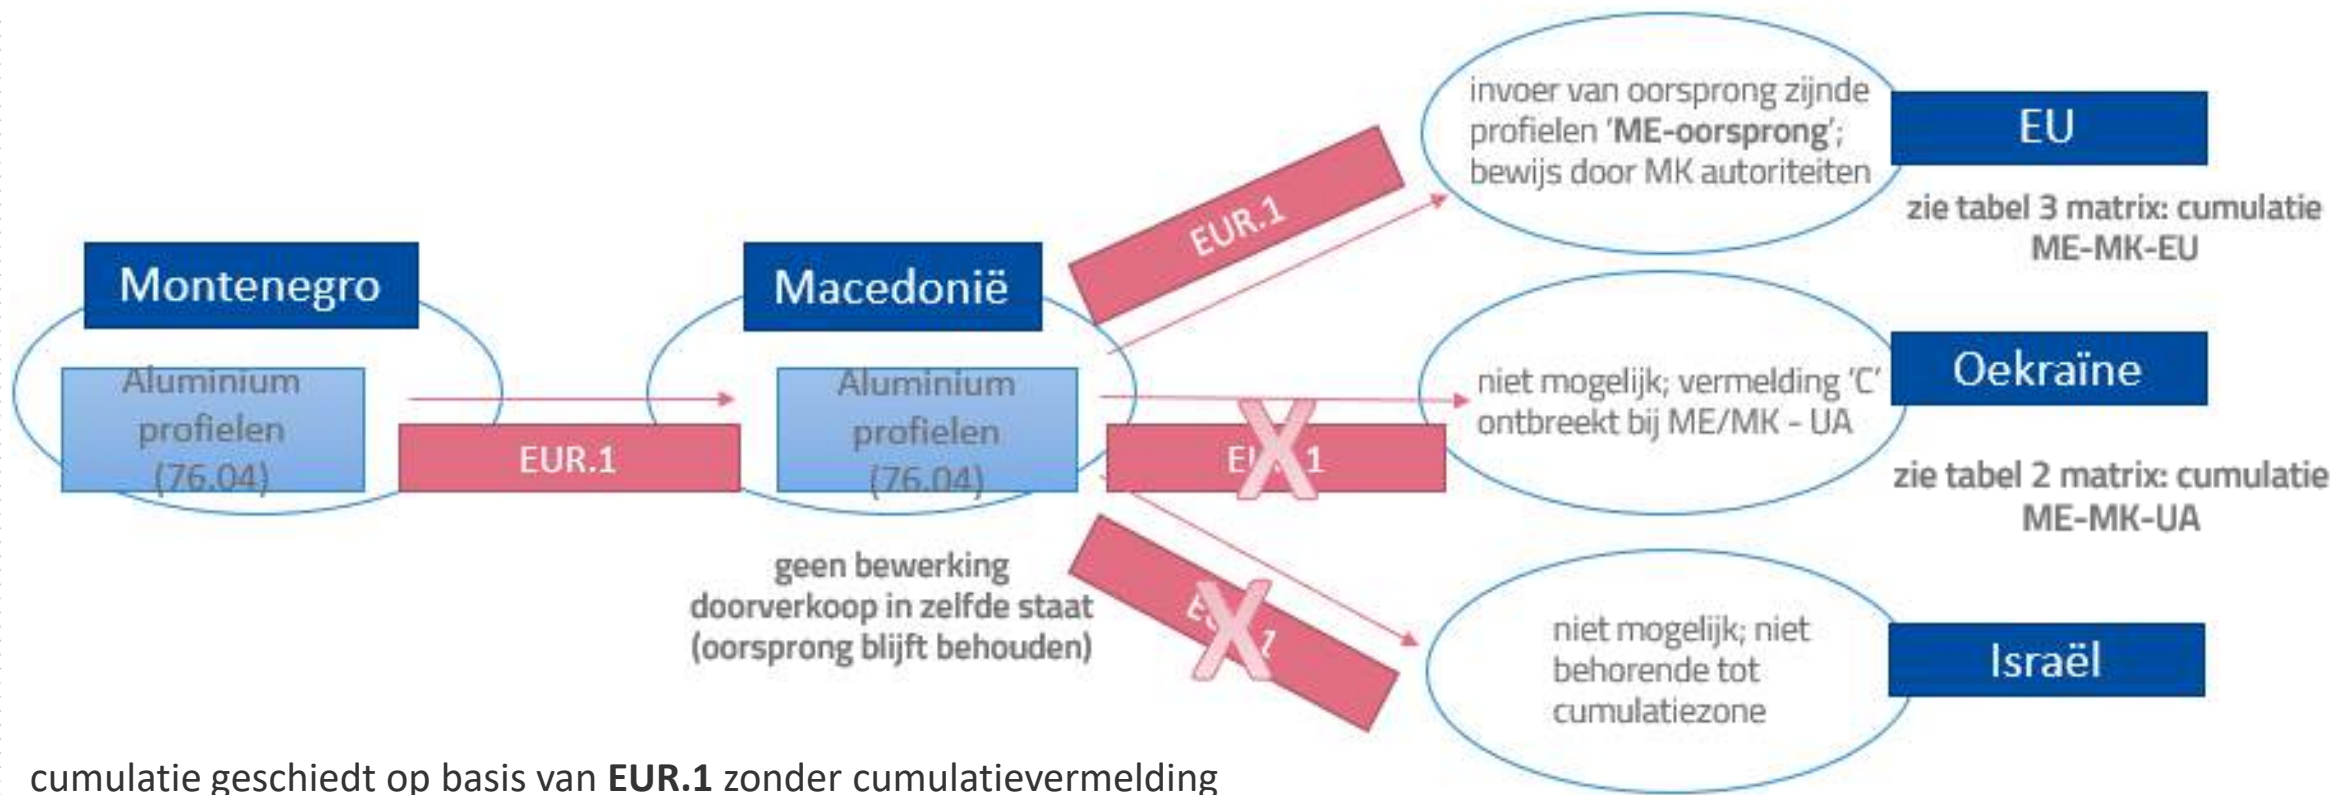 Montenegro
Aluminium
profielen
(76.04)
EUR.1
Macedonië
Aluminium
profielen
(76.04)
geen bewerking
doorverkoop in zelfde staat
(oorsprong blijft behouden)
EUR.1
invoer van oorsprong zijnde
profielen 'ME-oorsprong';
bewijs door MK autoriteiten
EU
zie tabel 3 matrix: cumulatie
ME-MK-EU
X
niet mogelijk; vermelding 'C'
ontbreekt bij ME/MK - UA
Oekraïne
zie tabel 2 matrix: cumulatie
ME-MK-UA
X
niet mogelijk; niet
behorende tot
cumulatiezone
Israël
cumulatie geschiedt op basis van EUR.1 zonder cumulatievermelding